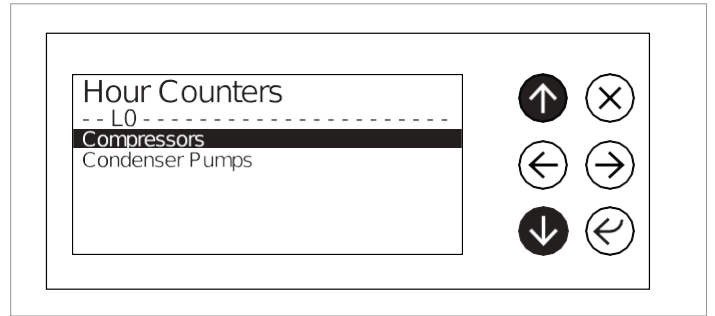 Hour Counters
- - L0 - - - - - - - - - - - - - - - - - - - - - -
Compressors
Condenser Pumps